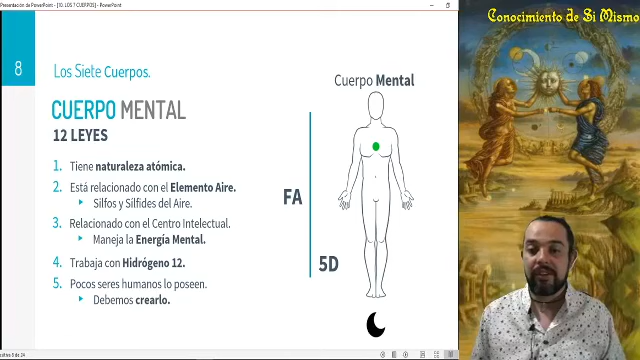 Presentación de PowerPoint - [10. LOS 7 CUERPOS] - PowerPoint
Conocimiento de Si Mismo
8
Los Siete Cuerpos.
CUERPO MENTAL
12 LEYES
1. Tiene naturaleza atómica.
2. Está relacionado con el Elemento Aire.
Silfos y Sílfides del Aire.
3. Relacionado con el Centro Intelectual.
Maneja la Energía Mental.
4. Trabaja con Hidrógeno 12.
5. Pocos seres humanos lo poseen.
Debemos crearlo.
Cuerpo Mental
FA
5D